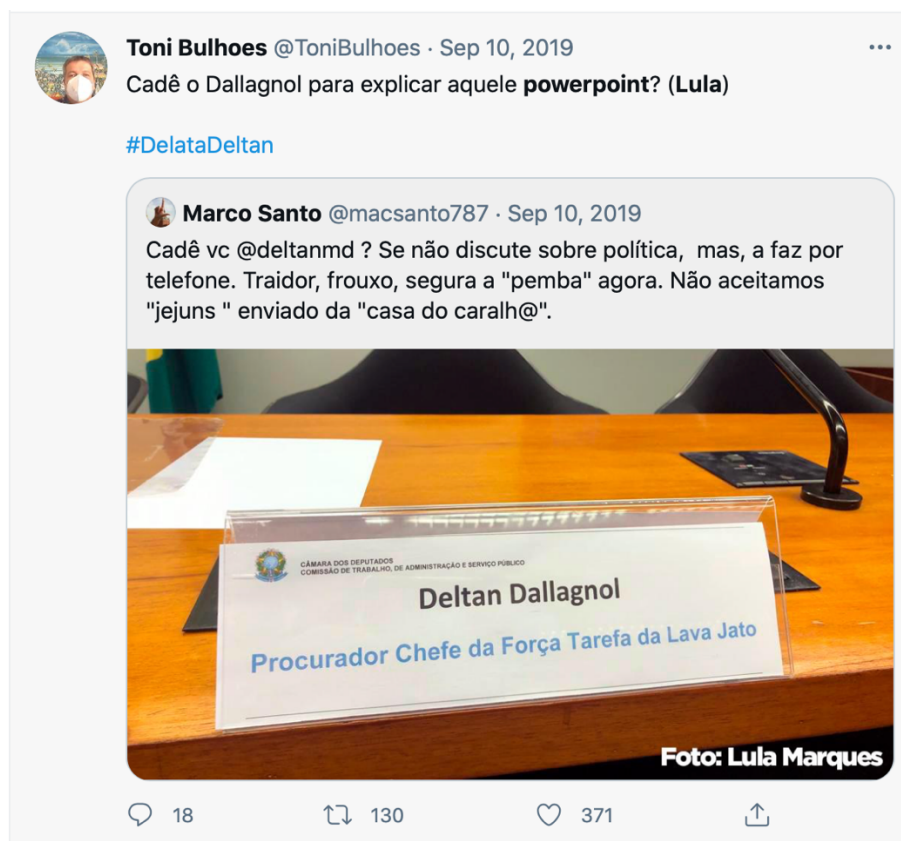 Toni Bulhoes @ToniBulhoes · Sep 10, 2019
Cadê o Dallagnol para explicar aquele powerpoint? (Lula)
#DelataDeltan
Marco Santo @macsanto787 · Sep 10, 2019
Cadê vc @deltanmd ? Se não discute sobre política, mas, a faz por
telefone. Traidor, frouxo, segura a "pemba" agora. Não aceitamos
"jejuns " enviado da "casa do caralh@".
CÂMARA DOS DEPUTADOS
COMISSÃO DE TRABALHO, DE ADMINISTRAÇÃO E SERVIÇO PÚBLICO
Deltan Dallagnol
Procurador Chefe da Força Tarefa da Lava Jato
Foto: Lula Marques
18 130 371